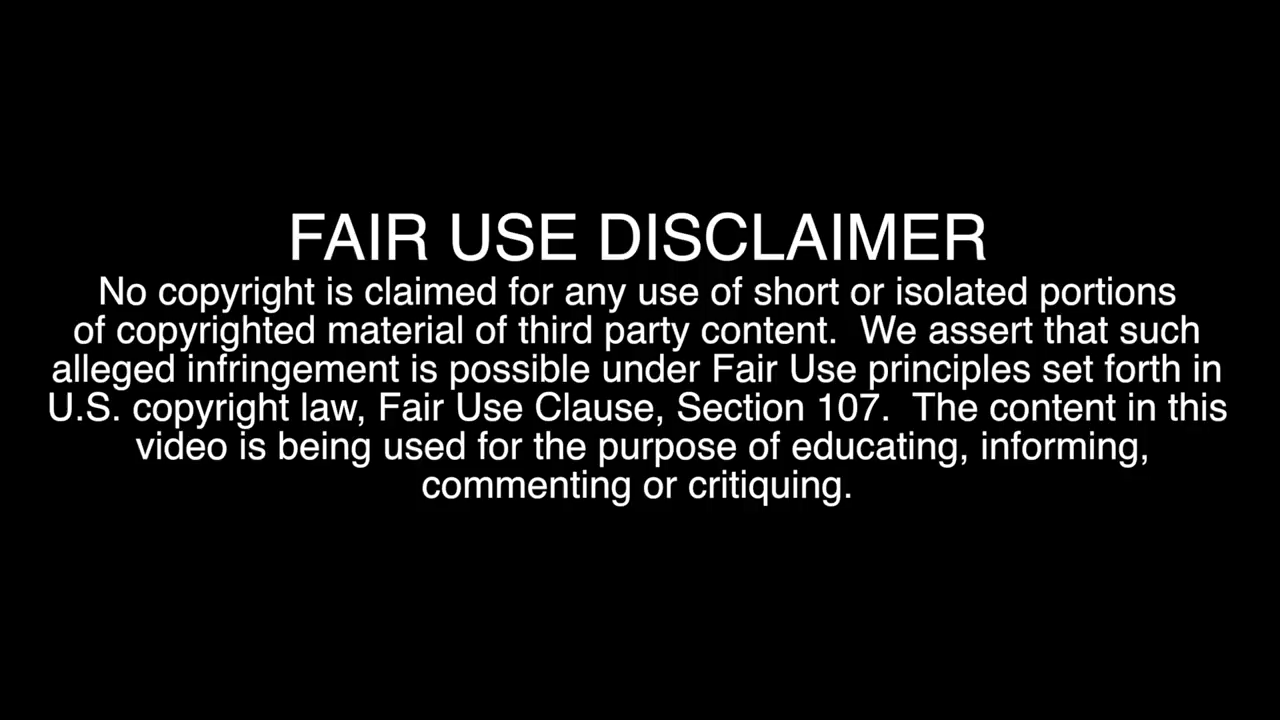 FAIR USE DISCLAIMER
No copyright is claimed for any use of short or isolated portions
of copyrighted material of third party content.  We assert that such
alleged infringement is possible under Fair Use principles set forth in
U.S. copyright law, Fair Use Clause, Section 107.  The content in this
video is being used for the purpose of educating, informing,
commenting or critiquing.